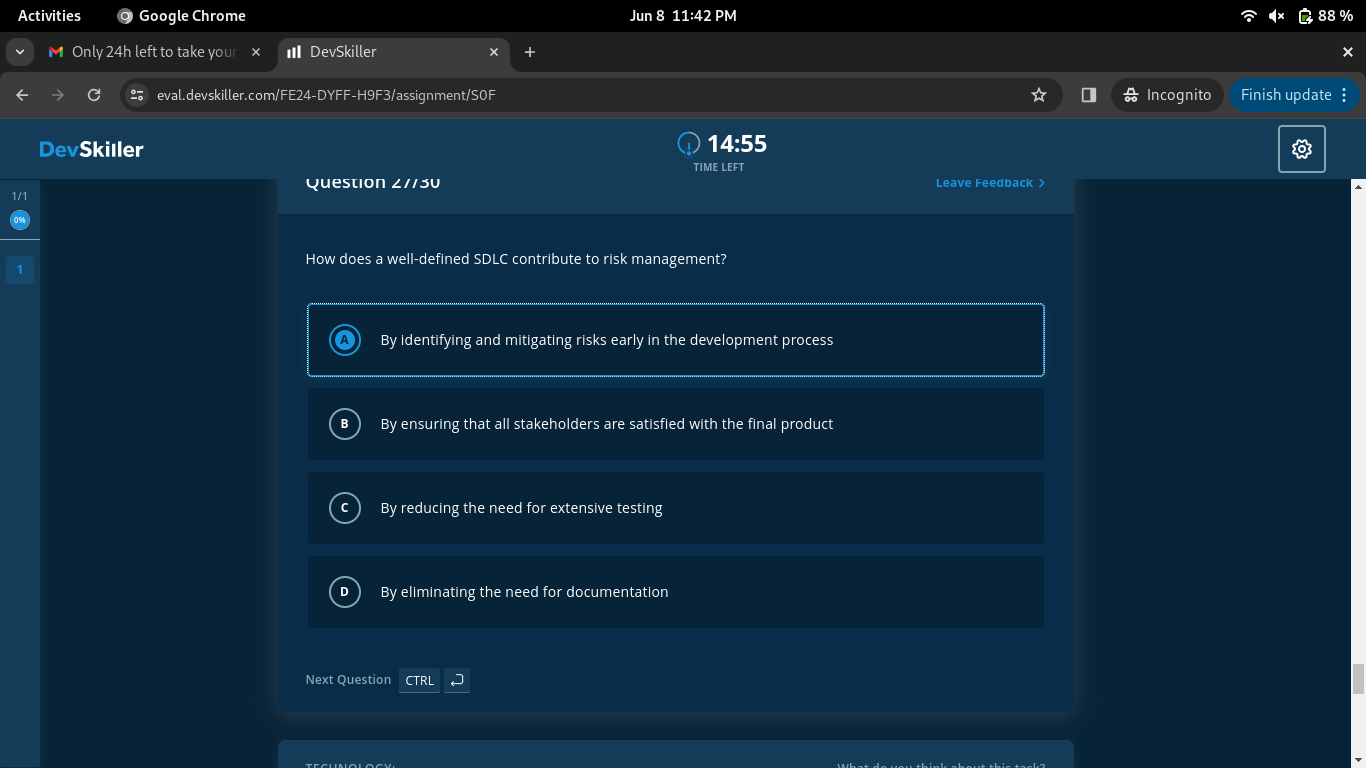 Activities Google Chrome Jun 8 11:42 PM 88 %
Only 24h left to take your DevSkiller
eval.devskiller.com/FE24-DYFF-H9F3/assignment/S0F Incognito Finish update
DevSkiller 14:55
TIME LEFT
1/1
0%
1
Question 27/30 Leave Feedback
How does a well-defined SDLC contribute to risk management?
A By identifying and mitigating risks early in the development process
B By ensuring that all stakeholders are satisfied with the final product
C By reducing the need for extensive testing
D By eliminating the need for documentation
Next Question CTRL
TECHNOLOGY: What do you think about this task?